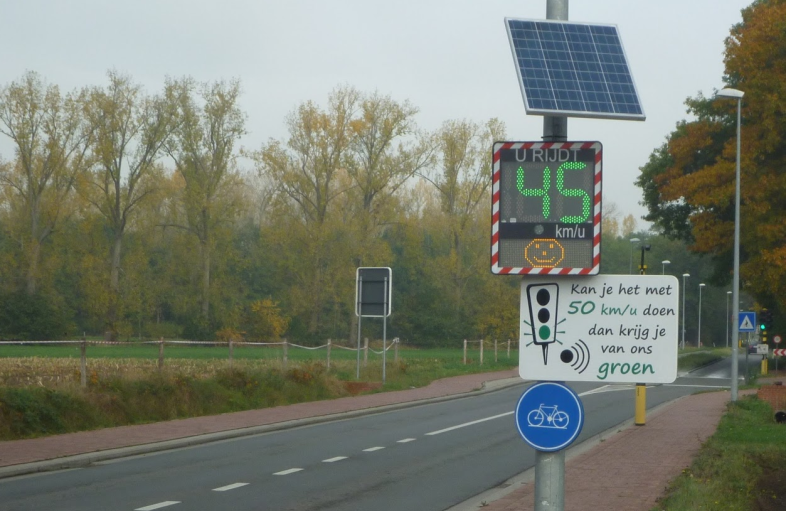 U RIJDT
45
km/u
Kan je het met
50 km/u doen
dan krijg je
van ons
groen